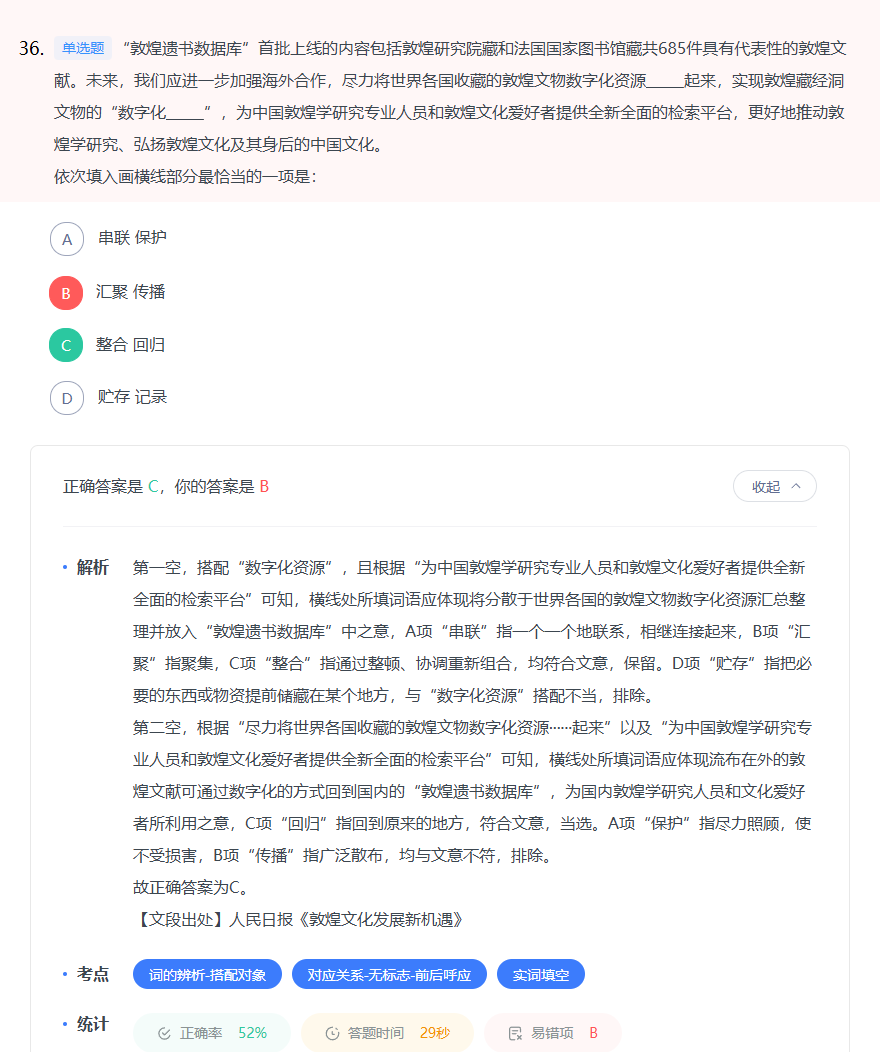 36. 单选题 “敦煌遗书数据库”首批上线的内容包括敦煌研究院藏和法国国家图书馆藏共685件具有代表性的敦煌文
献。未来，我们应进一步加强海外合作，尽力将世界各国收藏的敦煌文物数字化资源_____起来，实现敦煌藏经洞
文物的“数字化_____”，为中国敦煌学研究专业人员和敦煌文化爱好者提供全新全面的检索平台，更好地推动敦
煌学研究、弘扬敦煌文化及其身后的中国文化。
依次填入画横线部分最恰当的一项是：
A 串联 保护
B 汇聚 传播
C 整合 回归
D 贮存 记录
正确答案是 C，你的答案是 B 收起
解析 第一空，搭配“数字化资源”，且根据“为中国敦煌学研究专业人员和敦煌文化爱好者提供全新
全面的检索平台”可知，横线处所填词语应体现将分散于世界各国的敦煌文物数字化资源汇总整
理并放入“敦煌遗书数据库”中之意，A项“串联”指一个一个地联系，相继连接起来，B项“汇
聚”指聚集，C项“整合”指通过整顿、协调重新组合，均符合文意，保留。D项“贮存”指把必
要的东西或物资提前储藏在某个地方，与“数字化资源”搭配不当，排除。
第二空，根据“尽力将世界各国收藏的敦煌文物数字化资源……起来”以及“为中国敦煌学研究专
业人员和敦煌文化爱好者提供全新全面的检索平台”可知，横线处所填词语应体现流布在外的敦
煌文献可通过数字化的方式回到国内的“敦煌遗书数据库”，为国内敦煌学研究人员和文化爱好
者所利用之意，C项“回归”指回到原来的地方，符合文意，当选。A项“保护”指尽力照顾，使
不受损害，B项“传播”指广泛散布，均与文意不符，排除。
故正确答案为C。
【文段出处】人民日报《敦煌文化发展新机遇》
考点 词的辨析-搭配对象 对应关系-无标志-前后呼应 实词填空
统计 正确率 52% 答题时间 29秒 易错项 B